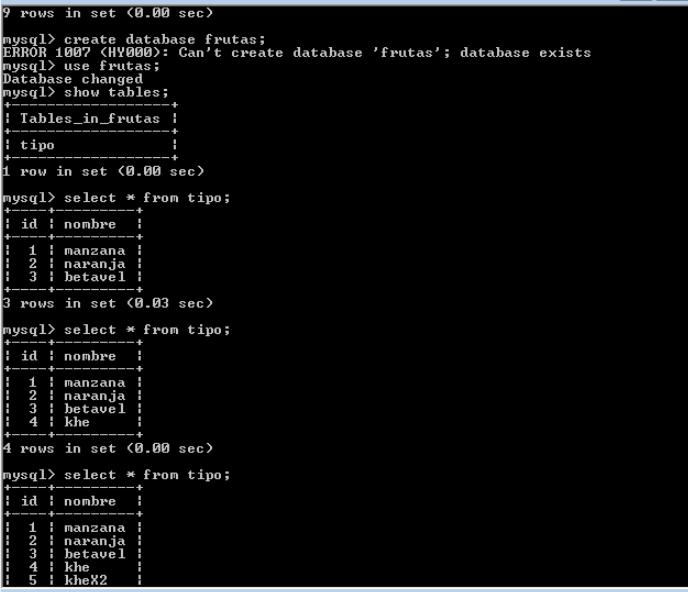 9 rows in set (0.00 sec)
mysql> create database frutas;
ERROR 1007 (HY000): Can't create database 'frutas'; database exists
mysql> use frutas;
Database changed
mysql> show tables;
+------------------+
| Tables_in_frutas |
+------------------+
| tipo             |
+------------------+
1 row in set (0.00 sec)
mysql> select * from tipo;
+----+---------+
| id | nombre  |
+----+---------+
|  1 | manzana |
|  2 | naranja |
|  3 | betavel |
+----+---------+
3 rows in set (0.03 sec)
mysql> select * from tipo;
+----+---------+
| id | nombre  |
+----+---------+
|  1 | manzana |
|  2 | naranja |
|  3 | betavel |
|  4 | khe     |
+----+---------+
4 rows in set (0.00 sec)
mysql> select * from tipo;
+----+---------+
| id | nombre  |
+----+---------+
|  1 | manzana |
|  2 | naranja |
|  3 | betavel |
|  4 | khe     |
|  5 | kheX2   |